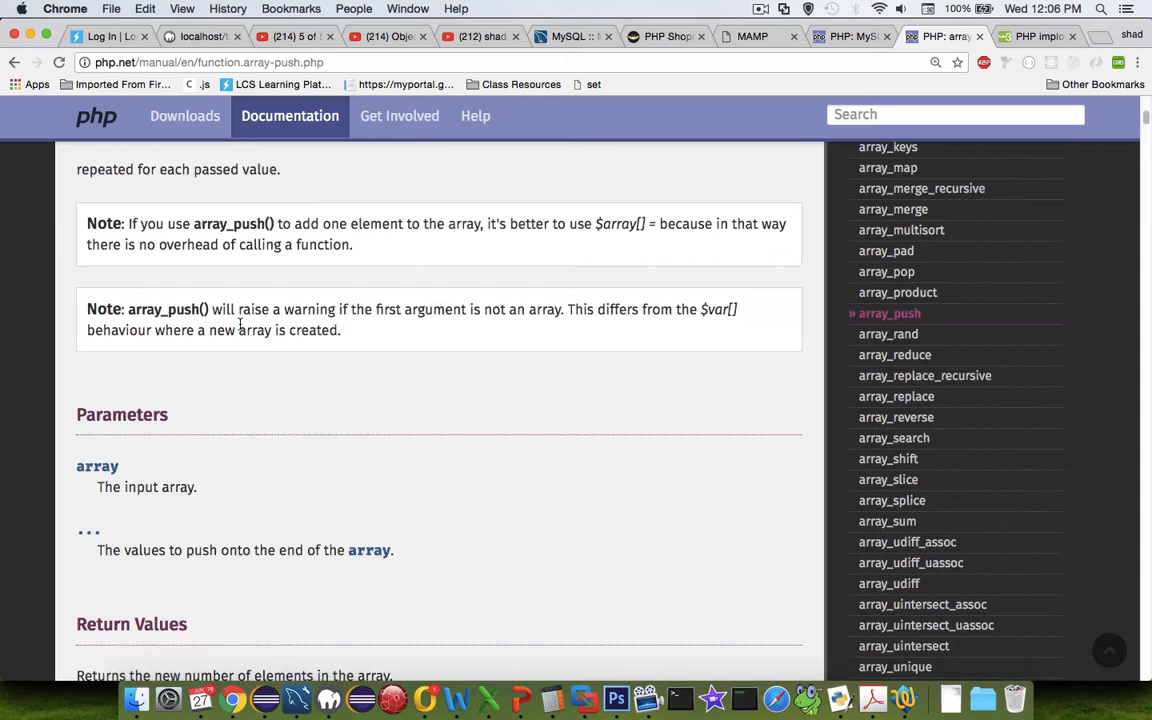 Chrome File Edit View History Bookmarks People Window Help 100% Wed 12:06 PM
Log In | Lo × localhost/t × (214) 5 of 5 × (214) Obje × (212) shad × MySQL :: M × PHP Shop × MAMP × PHP: MyS × PHP: array × PHP implo × shad
php.net/manual/en/function.array-push.php
Apps Imported From Fir... C .js LCS Learning Plat... https://myportal.g... Class Resources set Other Bookmarks
php Downloads Documentation Get Involved Help Search
repeated for each passed value.
Note: If you use array_push() to add one element to the array, it's better to use $array[] = because in that way
there is no overhead of calling a function.
Note: array_push() will raise a warning if the first argument is not an array. This differs from the $var[]
behaviour where a new array is created.
Parameters
array
The input array.
...
The values to push onto the end of the array.
Return Values
Returns the new number of elements in the array.
array_keys
array_map
array_merge_recursive
array_merge
array_multisort
array_pad
array_pop
array_product
» array_push
array_rand
array_reduce
array_replace_recursive
array_replace
array_reverse
array_search
array_shift
array_slice
array_splice
array_sum
array_udiff_assoc
array_udiff_uassoc
array_udiff
array_uintersect_assoc
array_uintersect_uassoc
array_uintersect
array_unique